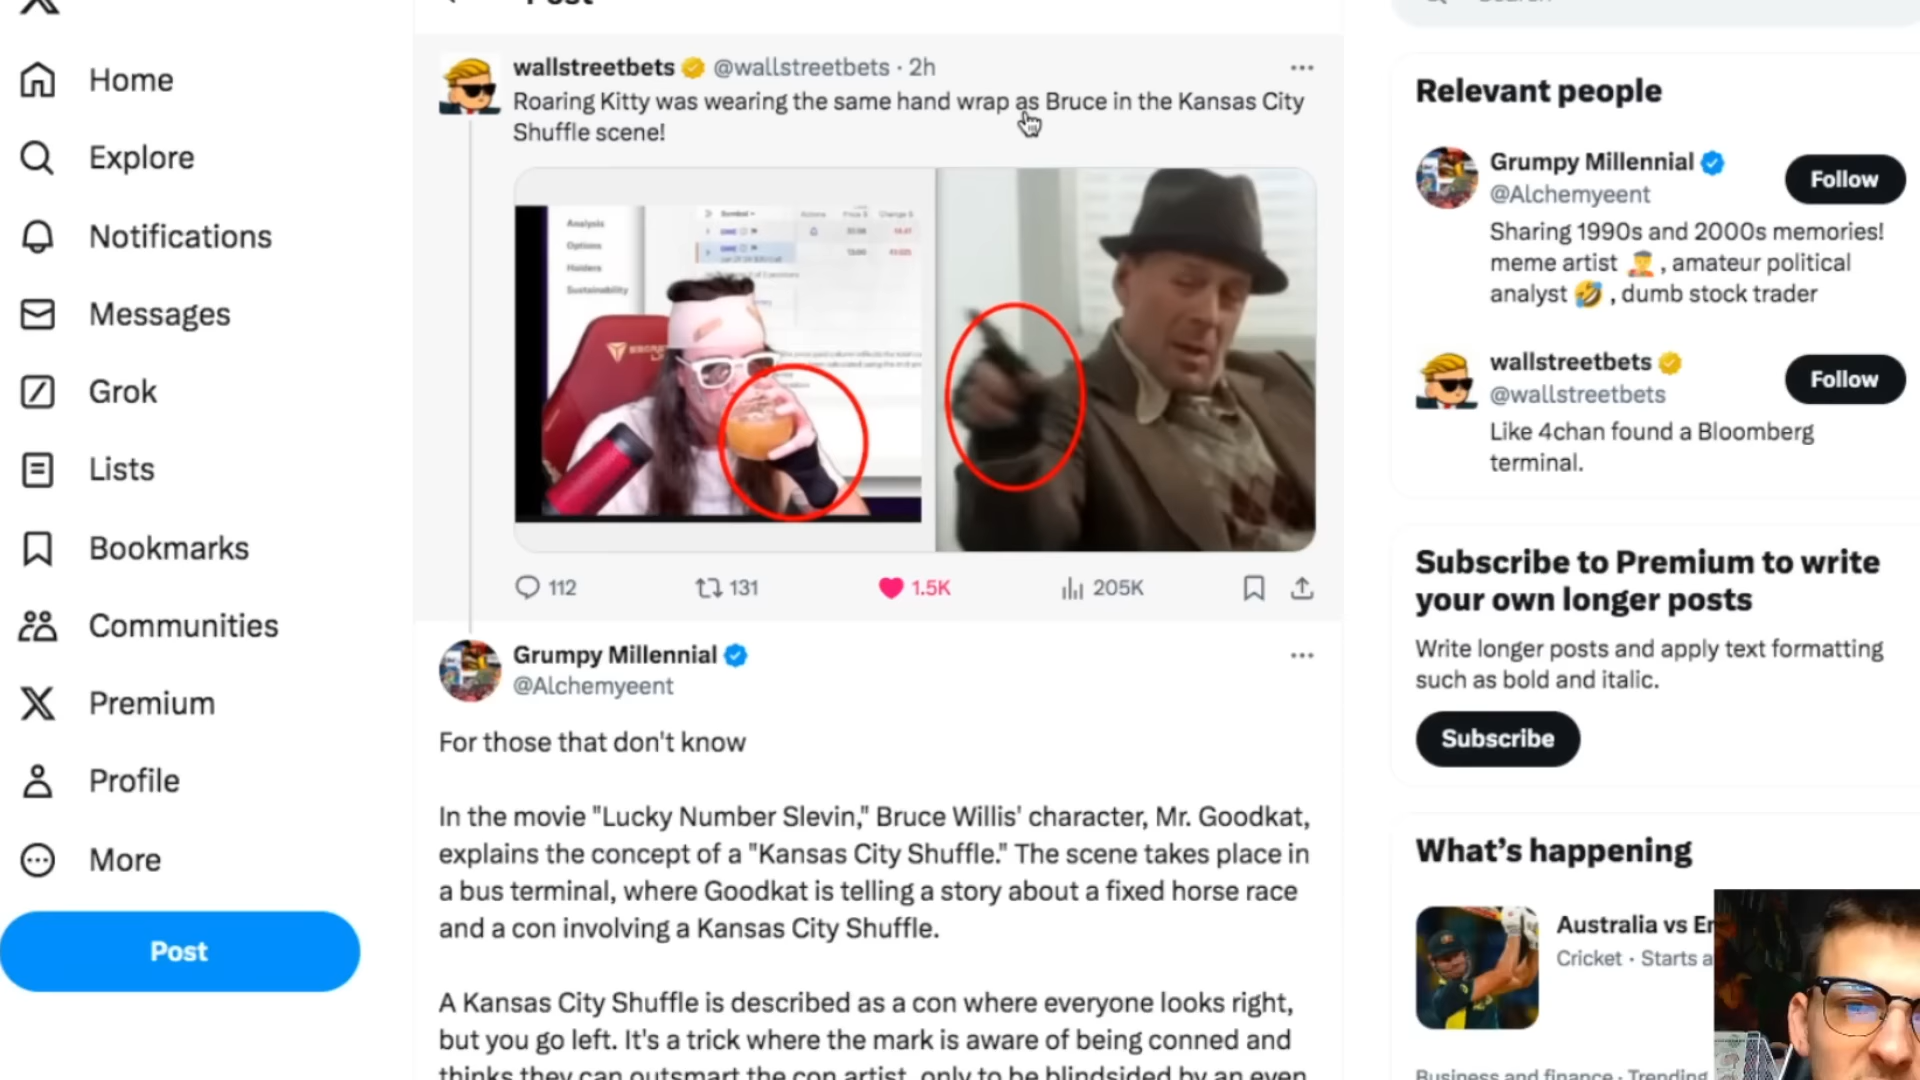 Post
Search
Home
Explore
Notifications
Messages
Grok
Lists
Bookmarks
Communities
Premium
Profile
More
Post
wallstreetbets @wallstreetbets · 2h
Roaring Kitty was wearing the same hand wrap as Bruce in the Kansas City
Shuffle scene!
Analysis
Options
Holders
Sustainability
Symbol
Actions
Price $
Change $
112
131
1.5K
205K
Grumpy Millennial
@Alchemyeent
For those that don't know
In the movie "Lucky Number Slevin," Bruce Willis' character, Mr. Goodkat,
explains the concept of a "Kansas City Shuffle." The scene takes place in
a bus terminal, where Goodkat is telling a story about a fixed horse race
and a con involving a Kansas City Shuffle.
A Kansas City Shuffle is described as a con where everyone looks right,
but you go left. It's a trick where the mark is aware of being conned and
thinks they can outsmart the con artist, only to be blindsided by an even
Relevant people
Grumpy Millennial
@Alchemyeent
Follow
Sharing 1990s and 2000s memories!
meme artist 👨‍🎨 , amateur political
analyst 🤣 , dumb stock trader
wallstreetbets
@wallstreetbets
Follow
Like 4chan found a Bloomberg
terminal.
Subscribe to Premium to write
your own longer posts
Write longer posts and apply text formatting
such as bold and italic.
Subscribe
What's happening
Australia vs
Cricket · Starts
Business and finance · Trending